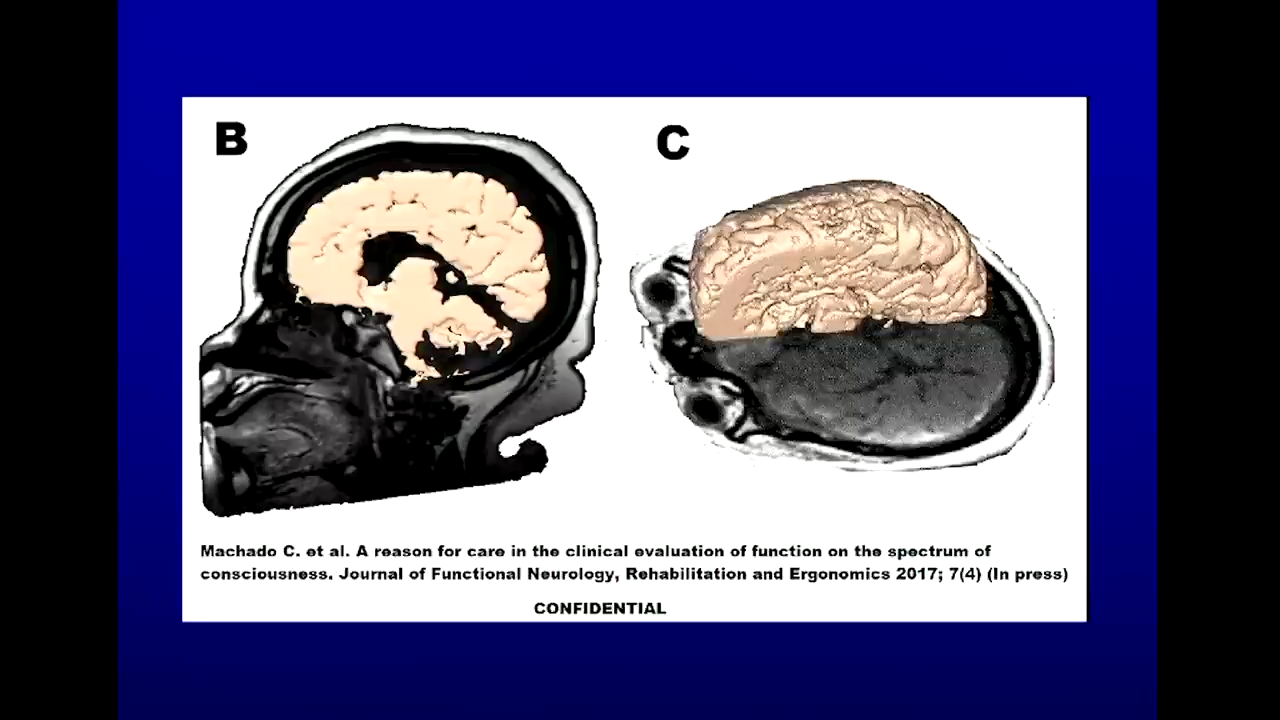 B
C
Machado C. et al. A reason for care in the clinical evaluation of function on the spectrum of
consciousness. Journal of Functional Neurology, Rehabilitation and Ergonomics 2017; 7(4) (In press)
CONFIDENTIAL